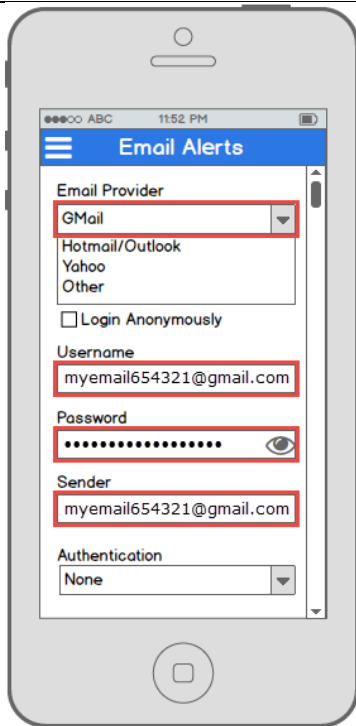 ABC 11:52 PM
Email Alerts
Email Provider
GMail
Hotmail/Outlook
Yahoo
Other
Login Anonymously
Username
myemail654321@gmail.com
Password
••••••••••••••••••
Sender
myemail654321@gmail.com
Authentication
None